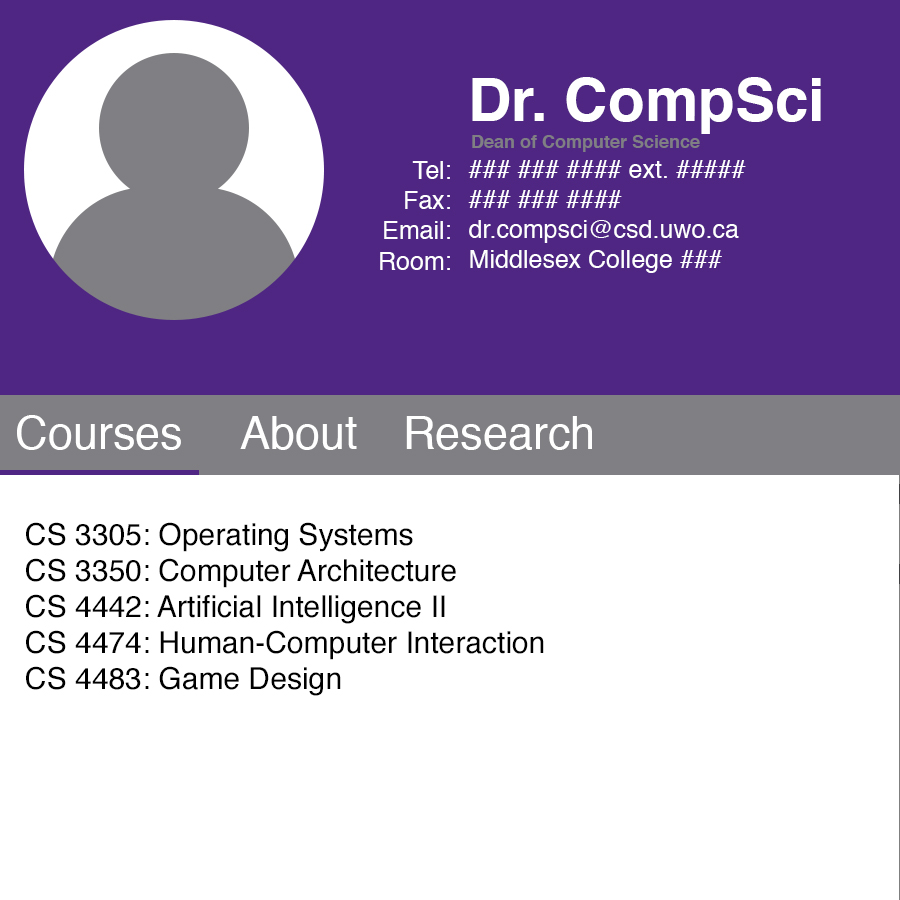 Dr. CompSci
Dean of Computer Science
Tel: ### ### #### ext. #####
Fax: ### ### ####
Email: dr.compsci@csd.uwo.ca
Room: Middlesex College ###
Courses About Research
CS 3305: Operating Systems
CS 3350: Computer Architecture
CS 4442: Artificial Intelligence II
CS 4474: Human-Computer Interaction
CS 4483: Game Design